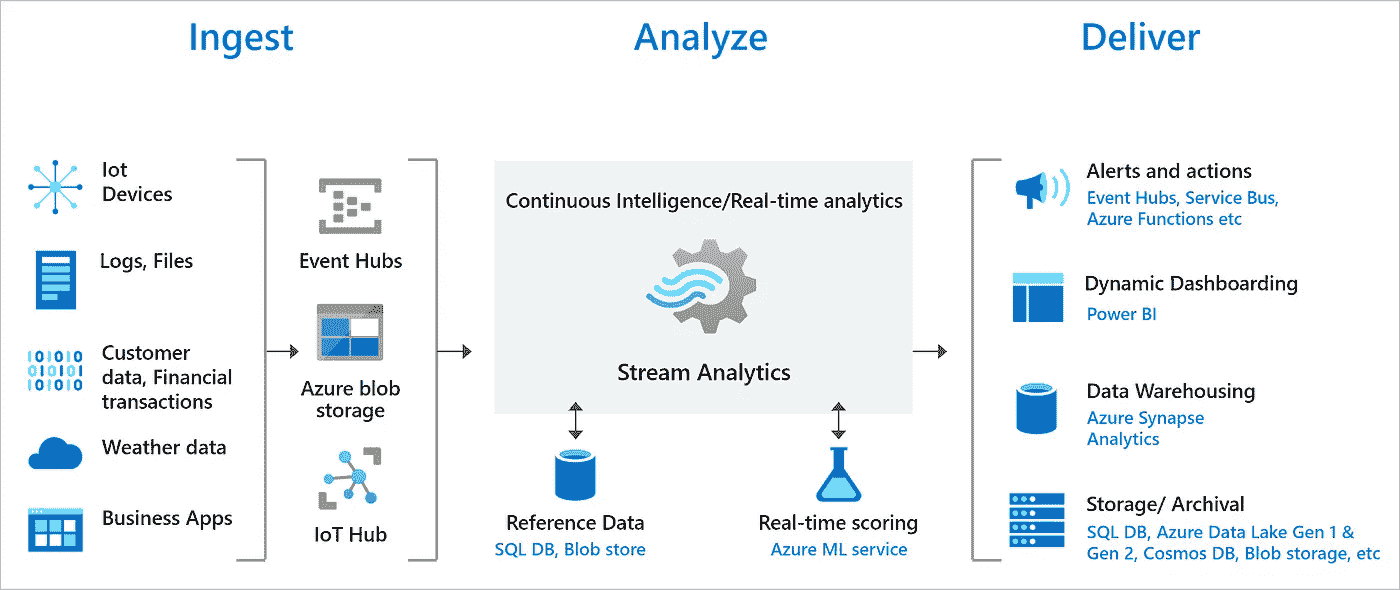 Ingest
Analyze
Deliver
Iot
Devices
Logs, Files
Customer
data, Financial
transactions
Weather data
Business Apps
Event Hubs
Azure blob
storage
IoT Hub
Continuous Intelligence/Real-time analytics
Stream Analytics
Reference Data
SQL DB, Blob store
Real-time scoring
Azure ML service
Alerts and actions
Event Hubs, Service Bus,
Azure Functions etc
Dynamic Dashboarding
Power BI
Data Warehousing
Azure Synapse
Analytics
Storage/ Archival
SQL DB, Azure Data Lake Gen 1 &
Gen 2, Cosmos DB, Blob storage, etc